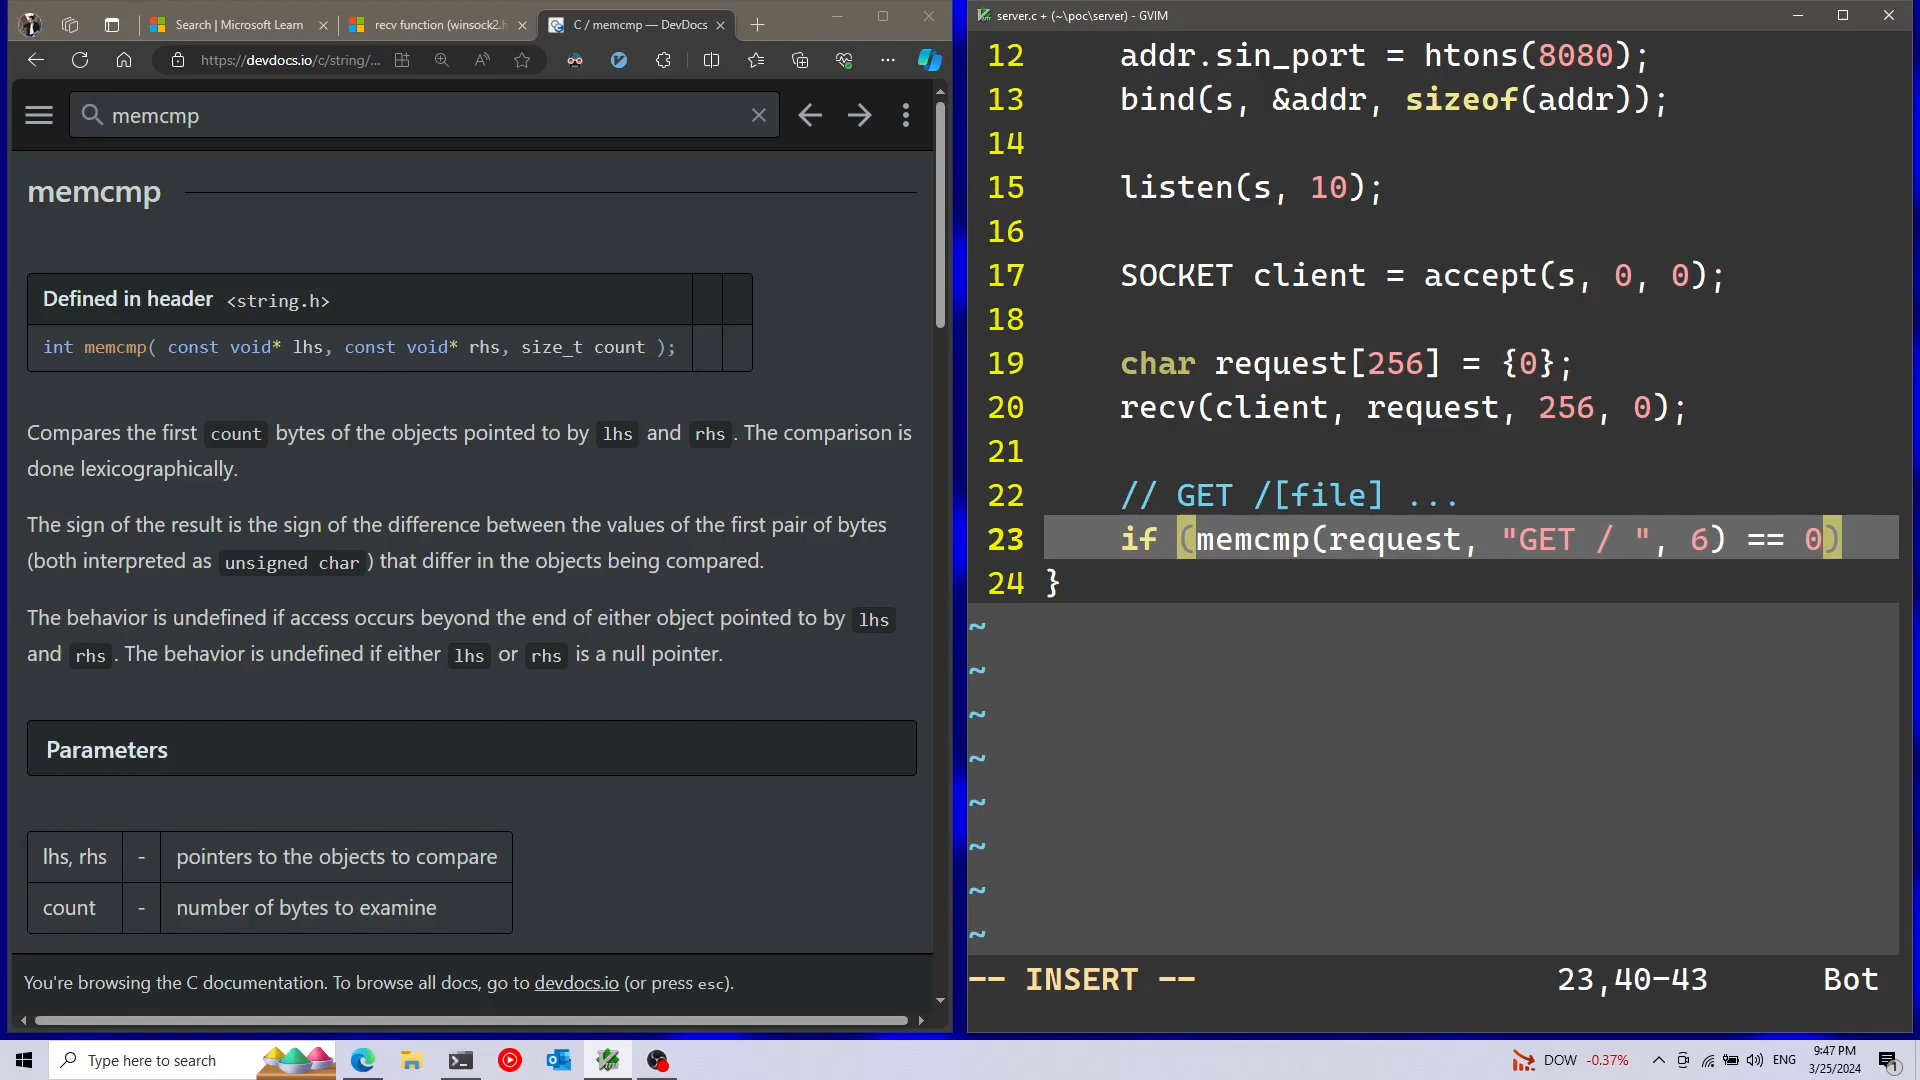 Search | Microsoft Learn
recv function (winsock2.h
C / memcmp — DevDocs
https://devdocs.io/c/string/...
memcmp
memcmp
Defined in header <string.h>
int memcmp( const void* lhs, const void* rhs, size_t count );
Compares the first count bytes of the objects pointed to by lhs and rhs. The comparison is
done lexicographically.
The sign of the result is the sign of the difference between the values of the first pair of bytes
(both interpreted as unsigned char) that differ in the objects being compared.
The behavior is undefined if access occurs beyond the end of either object pointed to by lhs
and rhs. The behavior is undefined if either lhs or rhs is a null pointer.
Parameters
lhs, rhs - pointers to the objects to compare
count - number of bytes to examine
You're browsing the C documentation. To browse all docs, go to devdocs.io (or press esc).
server.c + (~\poc\server) - GVIM
12 addr.sin_port = htons(8080);
13 bind(s, &addr, sizeof(addr));
14
15 listen(s, 10);
16
17 SOCKET client = accept(s, 0, 0);
18
19 char request[256] = {0};
20 recv(client, request, 256, 0);
21
22 // GET /[file] ...
23 if (memcmp(request, "GET / ", 6) == 0)
24 }
~
~
~
~
~
~
~
~
-- INSERT -- 23,40-43 Bot
Type here to search
DOW -0.37%
ENG
9:47 PM
3/25/2024
1